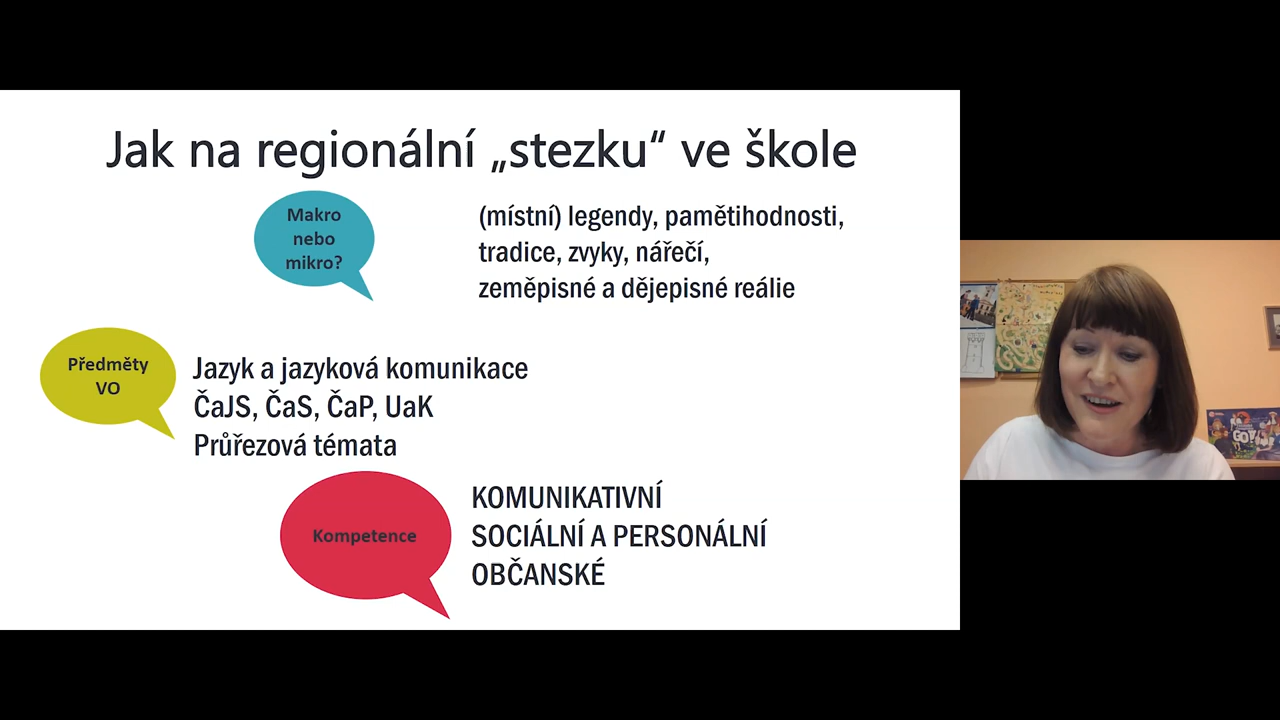 Jak na regionální „stezku“ ve škole
Makro
nebo
mikro?
(místní) legendy, pamětihodnosti,
tradice, zvyky, nářečí,
zeměpisné a dějepisné reálie
Předměty
VO
Jazyk a jazyková komunikace
ČaJS, ČaS, ČaP, UaK
Průřezová témata
Kompetence
KOMUNIKATIVNÍ
SOCIÁLNÍ A PERSONÁLNÍ
OBČANSKÉ
GO!